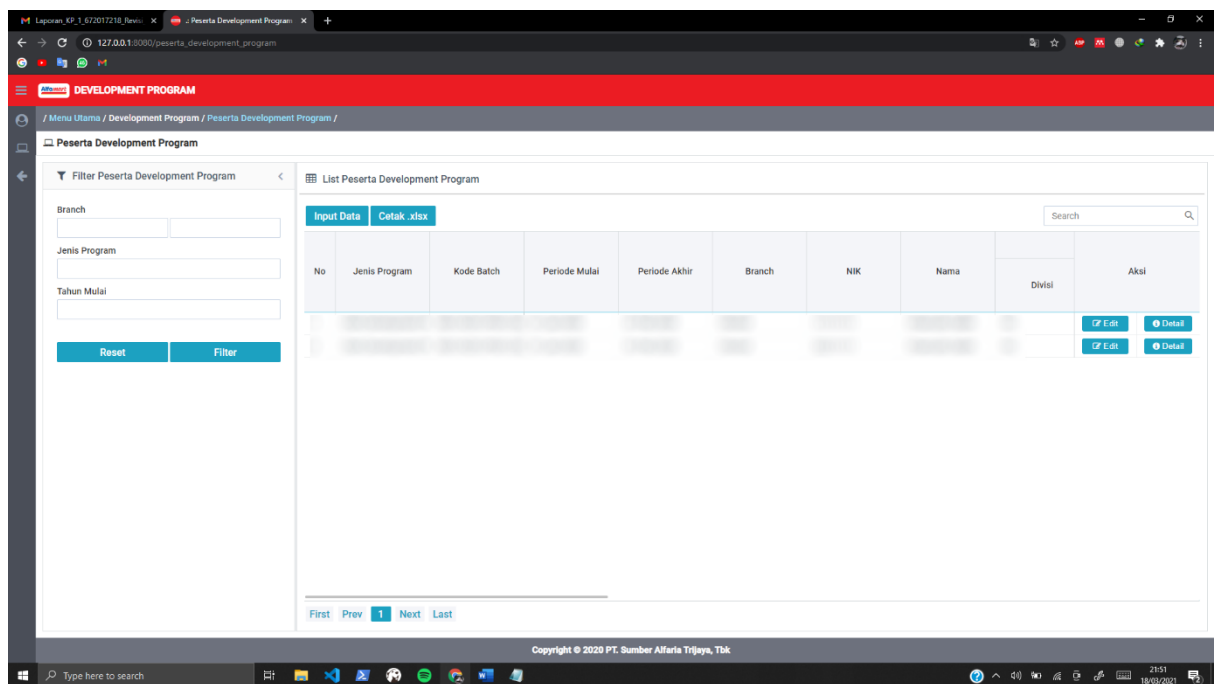 Laporan_KP_1_672017218_Revisi
.: Peserta Development Program
127.0.0.1:8080/peserta_development_program
Alfamart DEVELOPMENT PROGRAM
/ Menu Utama / Development Program / Peserta Development Program /
Peserta Development Program
Filter Peserta Development Program
Branch
Jenis Program
Tahun Mulai
Reset Filter
List Peserta Development Program
Input Data Cetak .xlsx Search
No Jenis Program Kode Batch Periode Mulai Periode Akhir Branch NIK Nama Divisi Aksi
Edit Detail
Edit Detail
First Prev 1 Next Last
Copyright © 2020 PT. Sumber Alfaria Trijaya, Tbk
Type here to search
21:51
18/03/2021